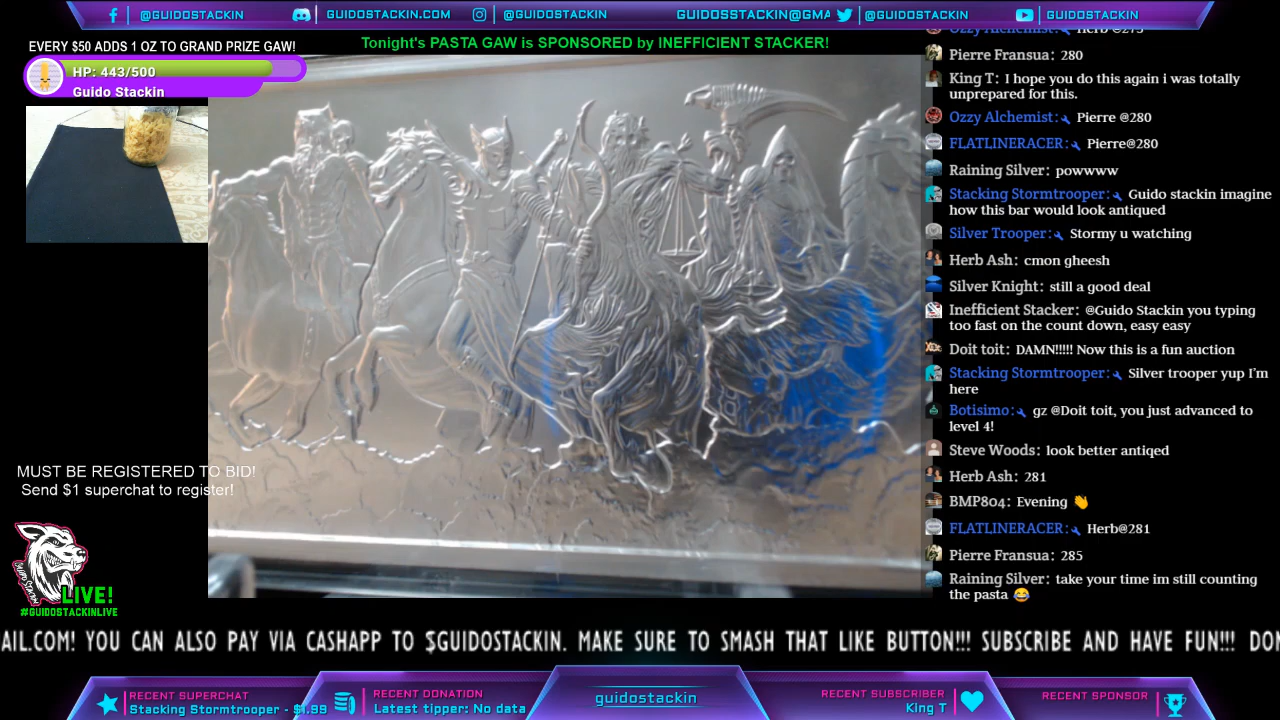 @GUIDOSTACKIN
GUIDOSTACKIN.COM
@GUIDOSTACKIN
GUIDOSSTACKIN@GMA
@GUIDOSTACKIN
GUIDOSTACKIN
EVERY $50 ADDS 1 OZ TO GRAND PRIZE GAW!
HP: 443/500
Guido Stackin
Tonight's PASTA GAW is SPONSORED by INEFFICIENT STACKER!
Ozzy Alchemist: Herb @275
Pierre Fransua: 280
King T: I hope you do this again i was totally
unprepared for this.
Ozzy Alchemist: Pierre @280
FLATLINERACER: Pierre@280
Raining Silver: powwww
Stacking Stormtrooper: Guido stackin imagine
how this bar would look antiqued
Silver Trooper: Stormy u watching
Herb Ash: cmon gheesh
Silver Knight: still a good deal
Inefficient Stacker: @Guido Stackin you typing
too fast on the count down, easy easy
Doit toit: DAMN!!!!! Now this is a fun auction
Stacking Stormtrooper: Silver trooper yup I'm
here
Botisimo: gz @Doit toit, you just advanced to
level 4!
Steve Woods: look better antiqed
Herb Ash: 281
BMP804: Evening 👋
FLATLINERACER: Herb@281
Pierre Fransua: 285
Raining Silver: take your time im still counting
the pasta 😂
MUST BE REGISTERED TO BID!
Send $1 superchat to register!
GUIDO STACKIN
LIVE!
#GUIDOSTACKINLIVE
AIL.COM! YOU CAN ALSO PAY VIA CASHAPP TO $GUIDOSTACKIN. MAKE SURE TO SMASH THAT LIKE BUTTON!!! SUBSCRIBE AND HAVE FUN!!! DON
RECENT SUPERCHAT
Stacking Stormtrooper - $1.99
RECENT DONATION
Latest tipper: No data
guidostackin
RECENT SUBSCRIBER
King T
RECENT SPONSOR